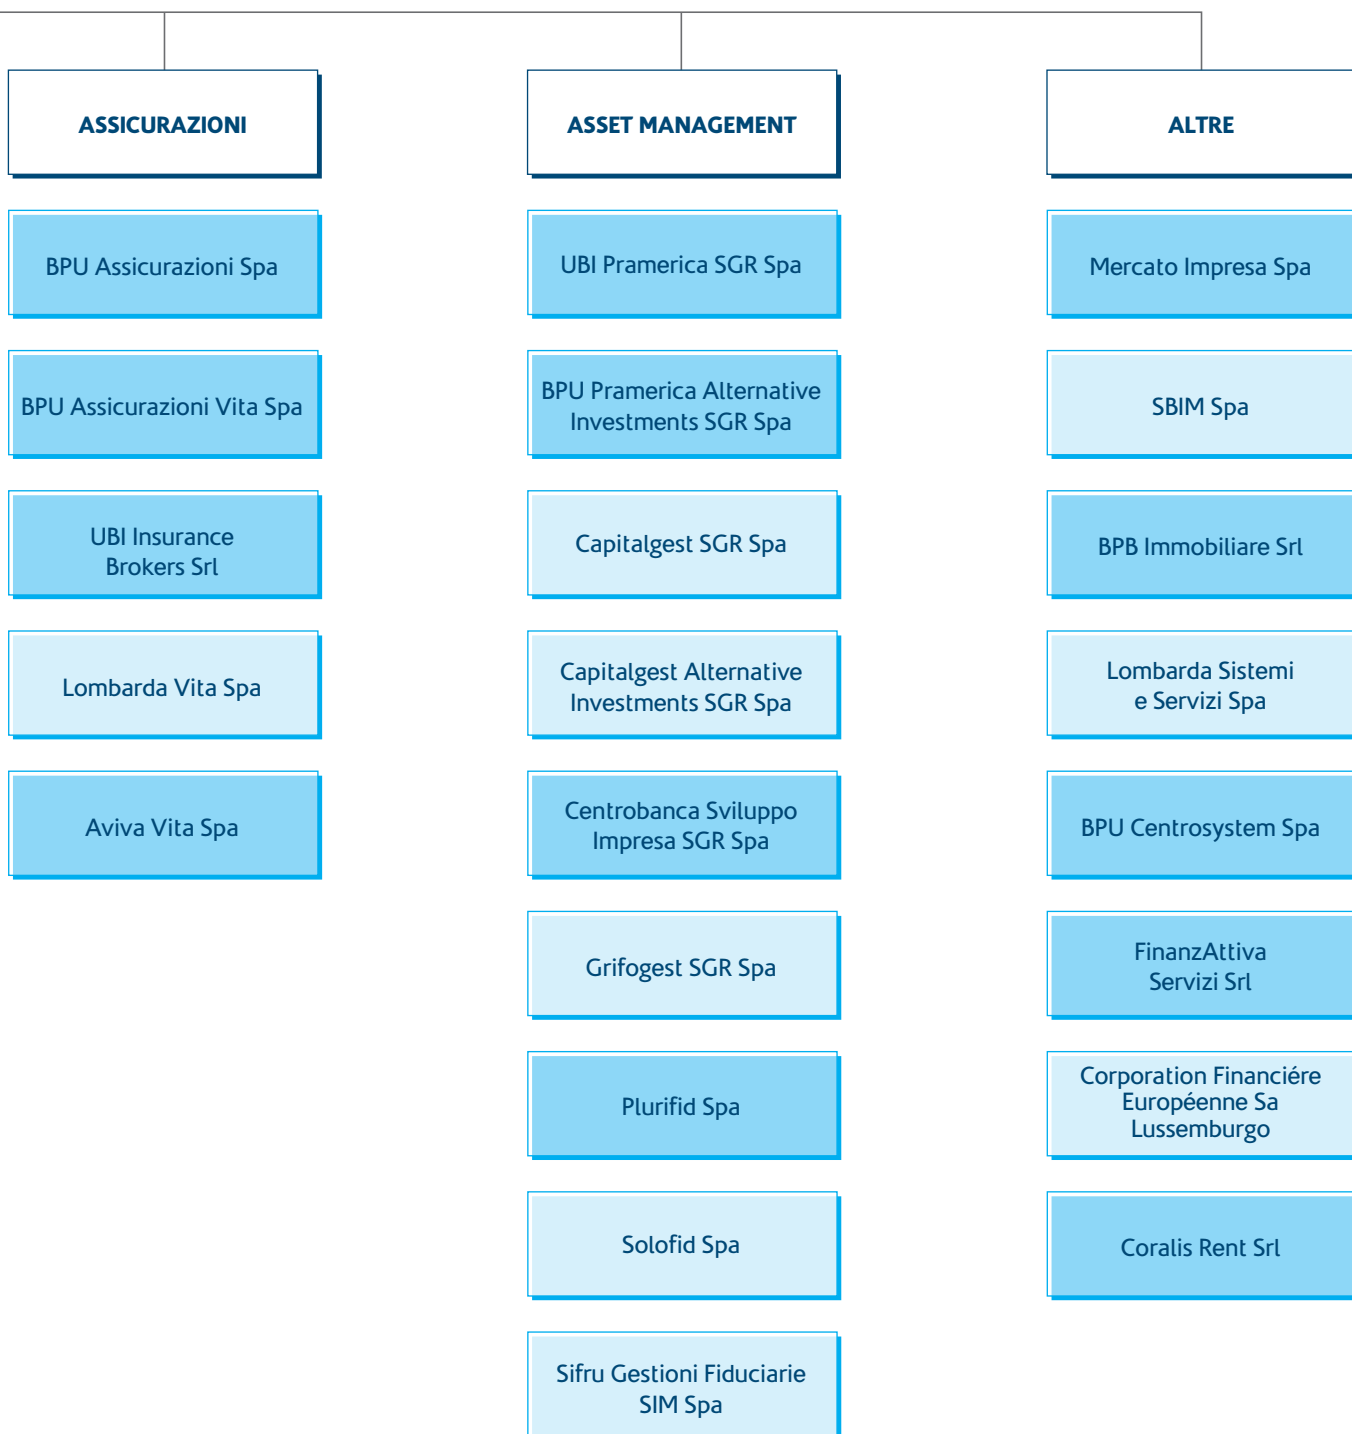 ASSICURAZIONI
BPU Assicurazioni Spa
BPU Assicurazioni Vita Spa
UBI Insurance
Brokers Srl
Lombarda Vita Spa
Aviva Vita Spa
ASSET MANAGEMENT
UBI Pramerica SGR Spa
BPU Pramerica Alternative
Investments SGR Spa
Capitalgest SGR Spa
Capitalgest Alternative
Investments SGR Spa
Centrobanca Sviluppo
Impresa SGR Spa
Grifogest SGR Spa
Plurifid Spa
Solofid Spa
Sifru Gestioni Fiduciarie
SIM Spa
ALTRE
Mercato Impresa Spa
SBIM Spa
BPB Immobiliare Srl
Lombarda Sistemi
e Servizi Spa
BPU Centrosystem Spa
FinanzAttiva
Servizi Srl
Corporation Financiére
Européenne Sa
Lussemburgo
Coralis Rent Srl